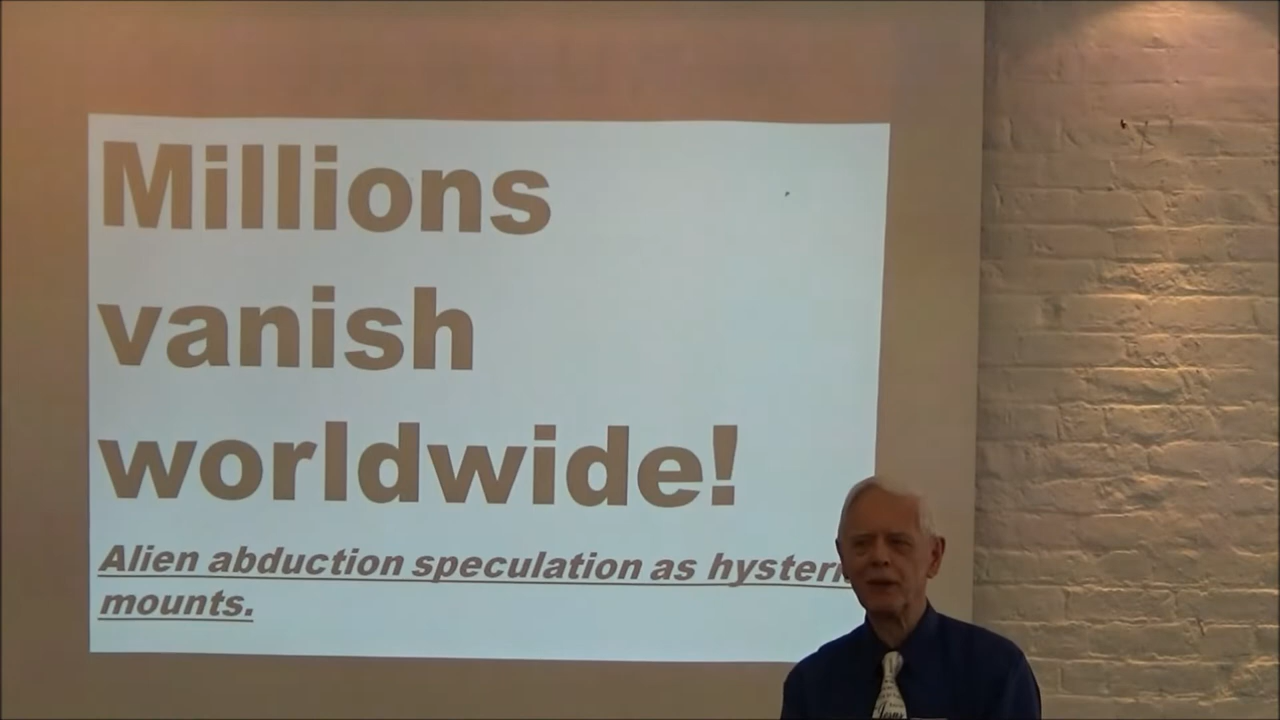 Millions
vanish
worldwide!
Alien abduction speculation as
mounts.